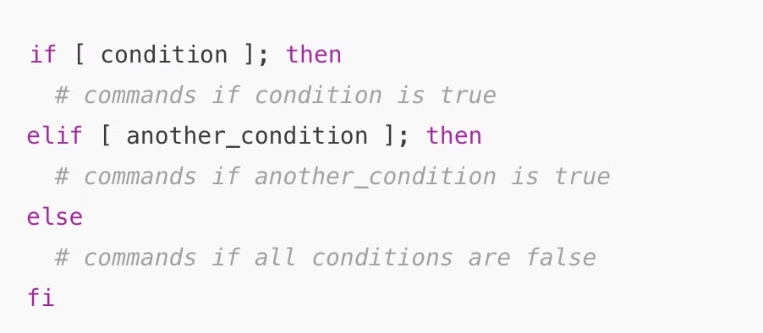 if [ condition ]; then
  # commands if condition is true
elif [ another_condition ]; then
  # commands if another_condition is true
else
  # commands if all conditions are false
fi